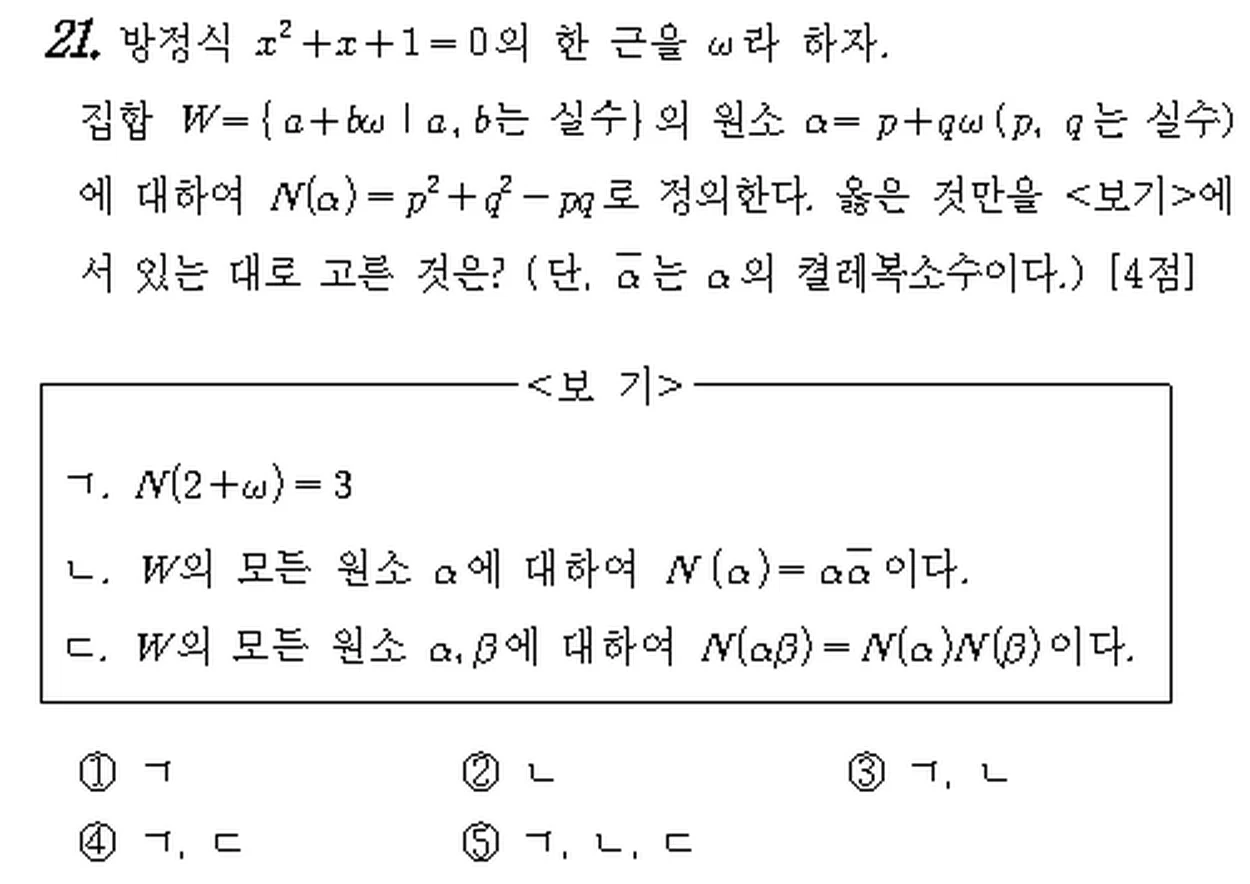 21. 방정식 x²+x+1=0의 한 근을 ω라 하자.
집합 W={a+bω | a, b는 실수}의 원소 α= p+qω(p, q는 실수)
에 대하여 N(α)=p²+q²-pq로 정의한다. 옳은 것만을 <보기>에
서 있는 대로 고른 것은? (단, α̅는 α의 켤레복소수이다.) [4점]
<보 기>
ㄱ. N(2+ω)=3
ㄴ. W의 모든 원소 α에 대하여 N(α)=αα̅이다.
ㄷ. W의 모든 원소 α, β에 대하여 N(αβ)=N(α)N(β)이다.
① ㄱ ② ㄴ ③ ㄱ, ㄴ
④ ㄱ, ㄷ ⑤ ㄱ, ㄴ, ㄷ